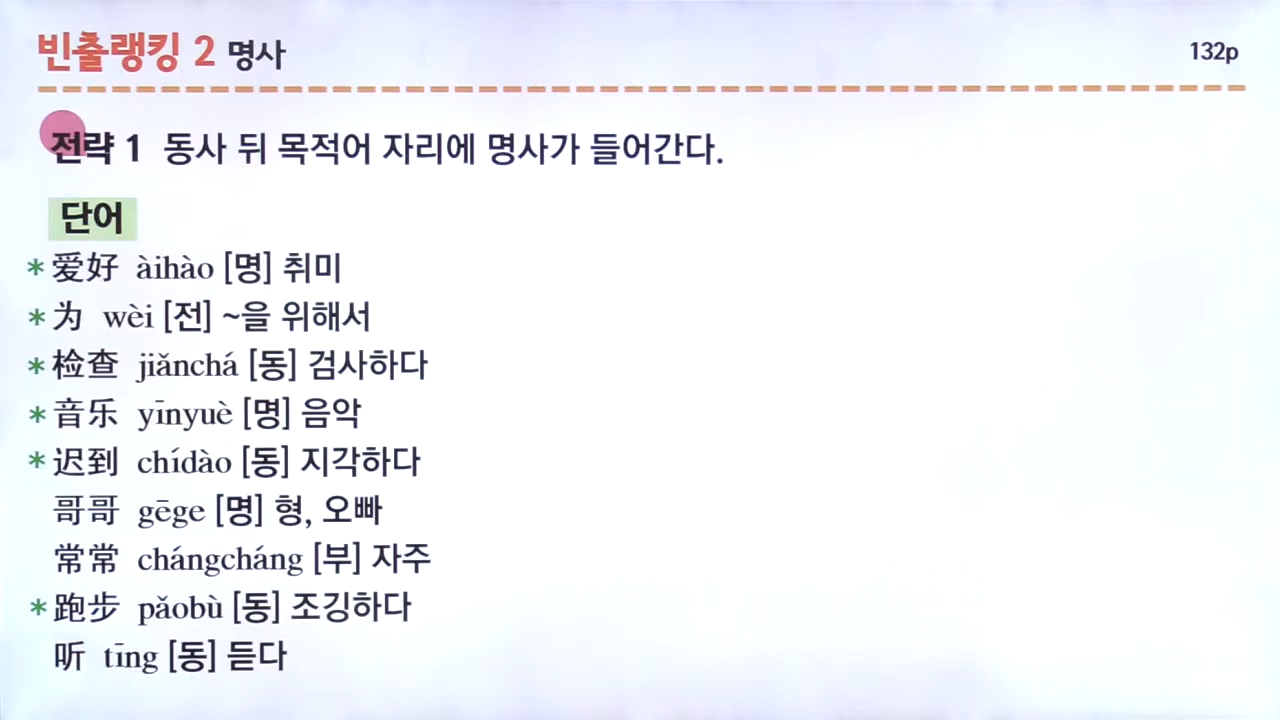 빈출랭킹 2 명사
132p
전략 1 동사 뒤 목적어 자리에 명사가 들어간다.
단어
* 爱好 àihào [명] 취미
* 为 wèi [전] ~을 위해서
* 检查 jiǎnchá [동] 검사하다
* 音乐 yīnyuè [명] 음악
* 迟到 chídào [동] 지각하다
哥哥 gēge [명] 형, 오빠
常常 chángcháng [부] 자주
* 跑步 pǎobù [동] 조깅하다
听 tīng [동] 듣다